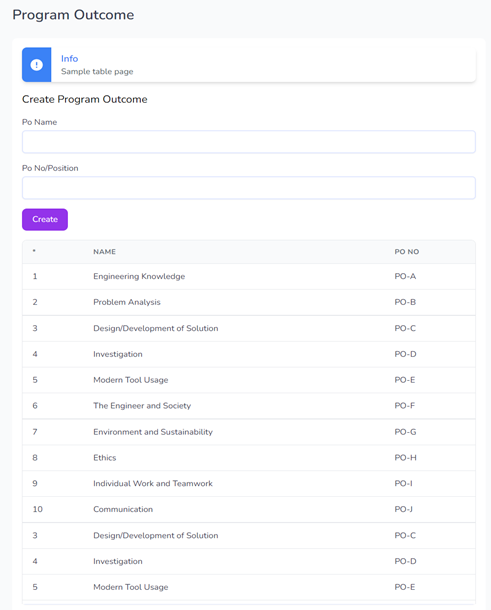 Program Outcome
Info
Sample table page
Create Program Outcome
Po Name
Po No/Position
Create
* NAME PO NO
1 Engineering Knowledge PO-A
2 Problem Analysis PO-B
3 Design/Development of Solution PO-C
4 Investigation PO-D
5 Modern Tool Usage PO-E
6 The Engineer and Society PO-F
7 Environment and Sustainability PO-G
8 Ethics PO-H
9 Individual Work and Teamwork PO-I
10 Communication PO-J
3 Design/Development of Solution PO-C
4 Investigation PO-D
5 Modern Tool Usage PO-E